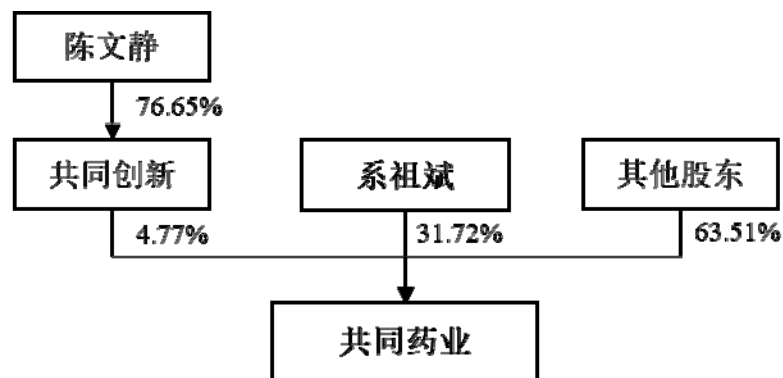 陈文静
76.65%
共同创新
系祖斌
其他股东
4.77%
31.72%
63.51%
共同药业